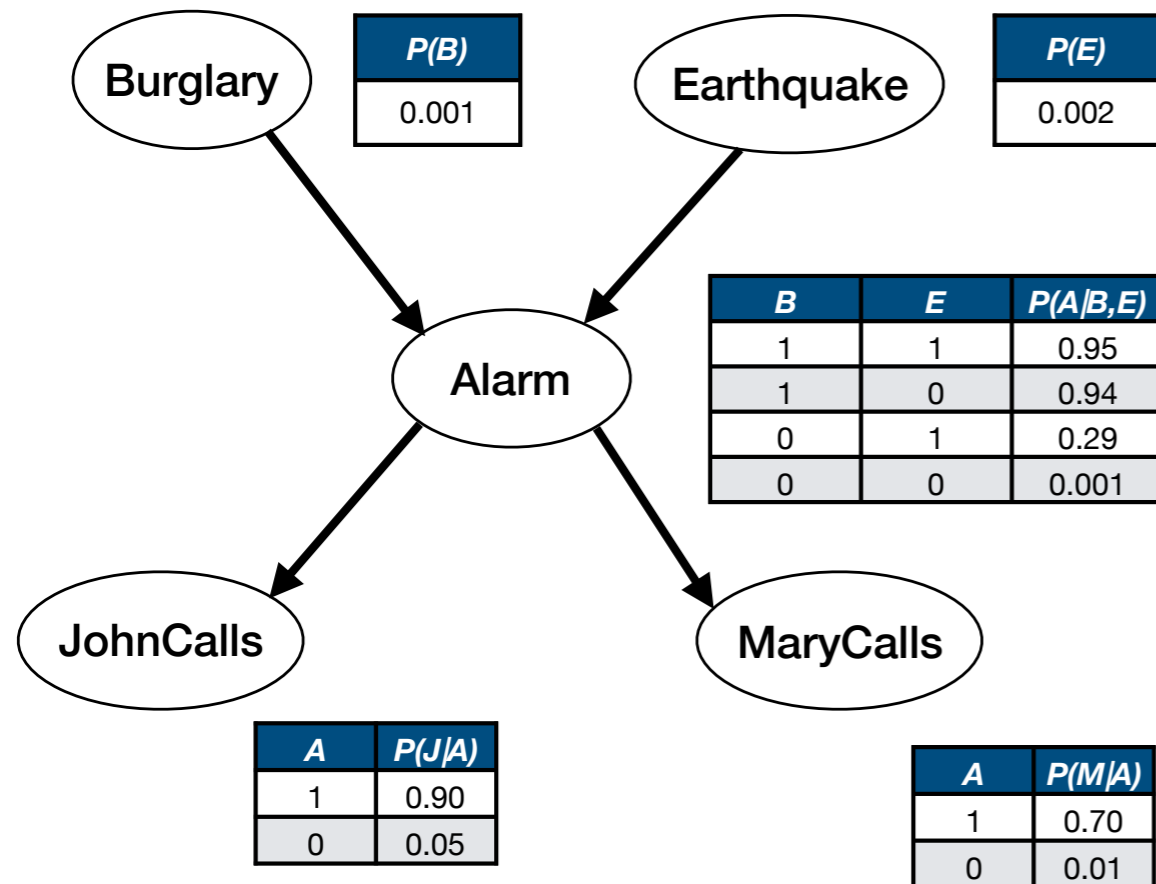 Burglary
P(B)
0.001
Earthquake
P(E)
0.002
Alarm
B E P(A|B,E)
1 1 0.95
1 0 0.94
0 1 0.29
0 0 0.001
JohnCalls
MaryCalls
A P(J|A)
1 0.90
0 0.05
A P(M|A)
1 0.70
0 0.01